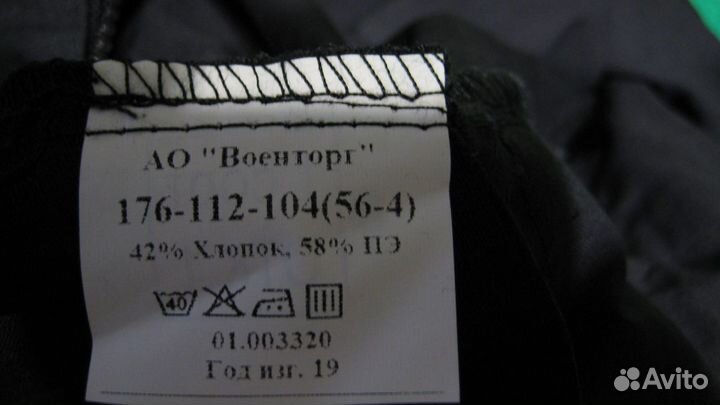 АО "Военторг"
176-112-104(56-4)
42% Хлопок, 58% ПЭ
40
01.003320
Год изг. 19
Avito